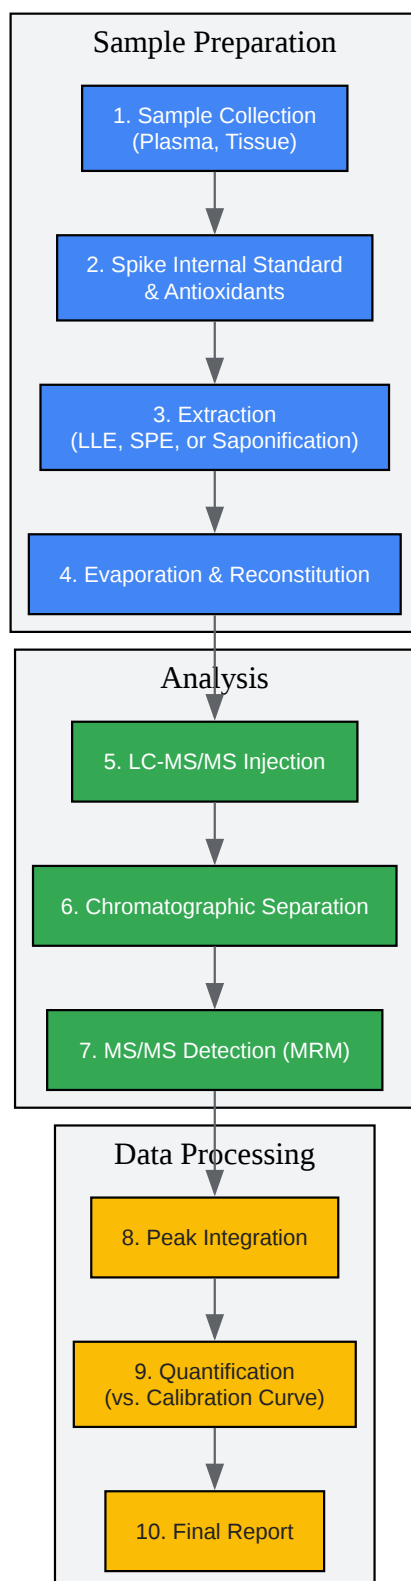 Sample Preparation
1. Sample Collection
(Plasma, Tissue)
2. Spike Internal Standard
& Antioxidants
3. Extraction
(LLE, SPE, or Saponification)
4. Evaporation & Reconstitution
Analysis
5. LC-MS/MS Injection
6. Chromatographic Separation
7. MS/MS Detection (MRM)
Data Processing
8. Peak Integration
9. Quantification
(vs. Calibration Curve)
10. Final Report